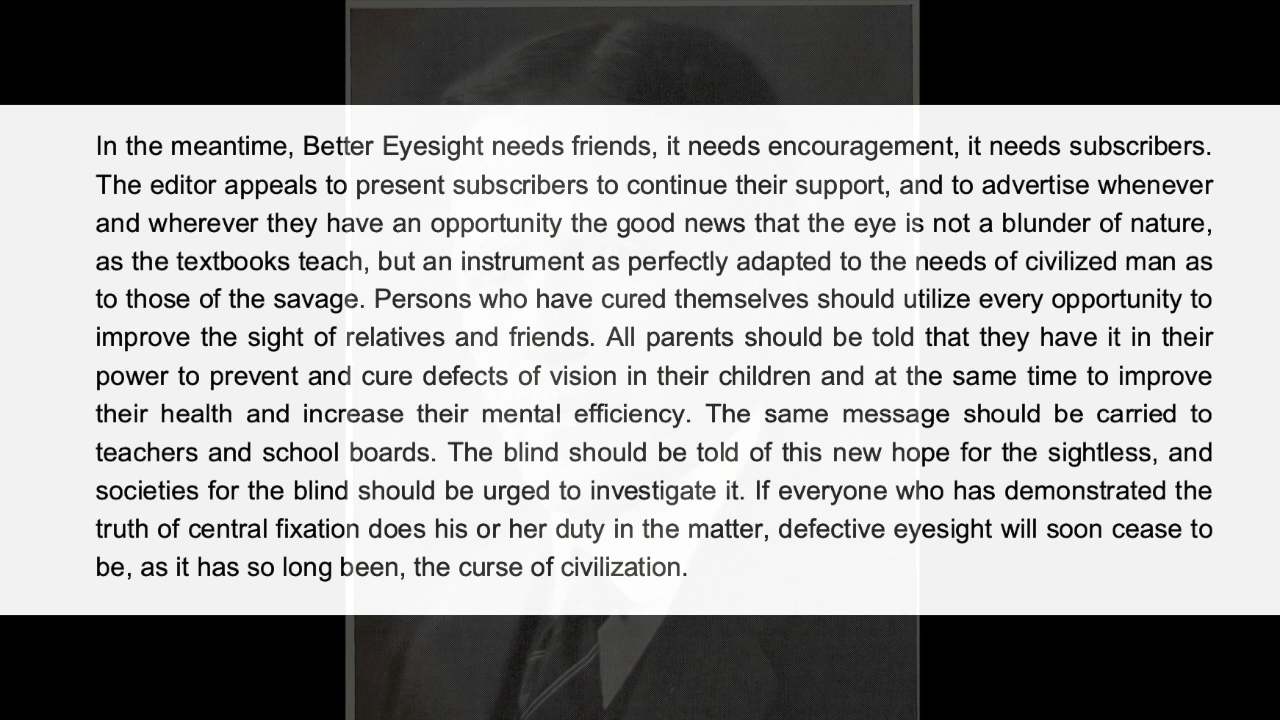 In the meantime, Better Eyesight needs friends, it needs encouragement, it needs subscribers.
The editor appeals to present subscribers to continue their support, and to advertise whenever
and wherever they have an opportunity the good news that the eye is not a blunder of nature,
as the textbooks teach, but an instrument as perfectly adapted to the needs of civilized man as
to those of the savage. Persons who have cured themselves should utilize every opportunity to
improve the sight of relatives and friends. All parents should be told that they have it in their
power to prevent and cure defects of vision in their children and at the same time to improve
their health and increase their mental efficiency. The same message should be carried to
teachers and school boards. The blind should be told of this new hope for the sightless, and
societies for the blind should be urged to investigate it. If everyone who has demonstrated the
truth of central fixation does his or her duty in the matter, defective eyesight will soon cease to
be, as it has so long been, the curse of civilization.